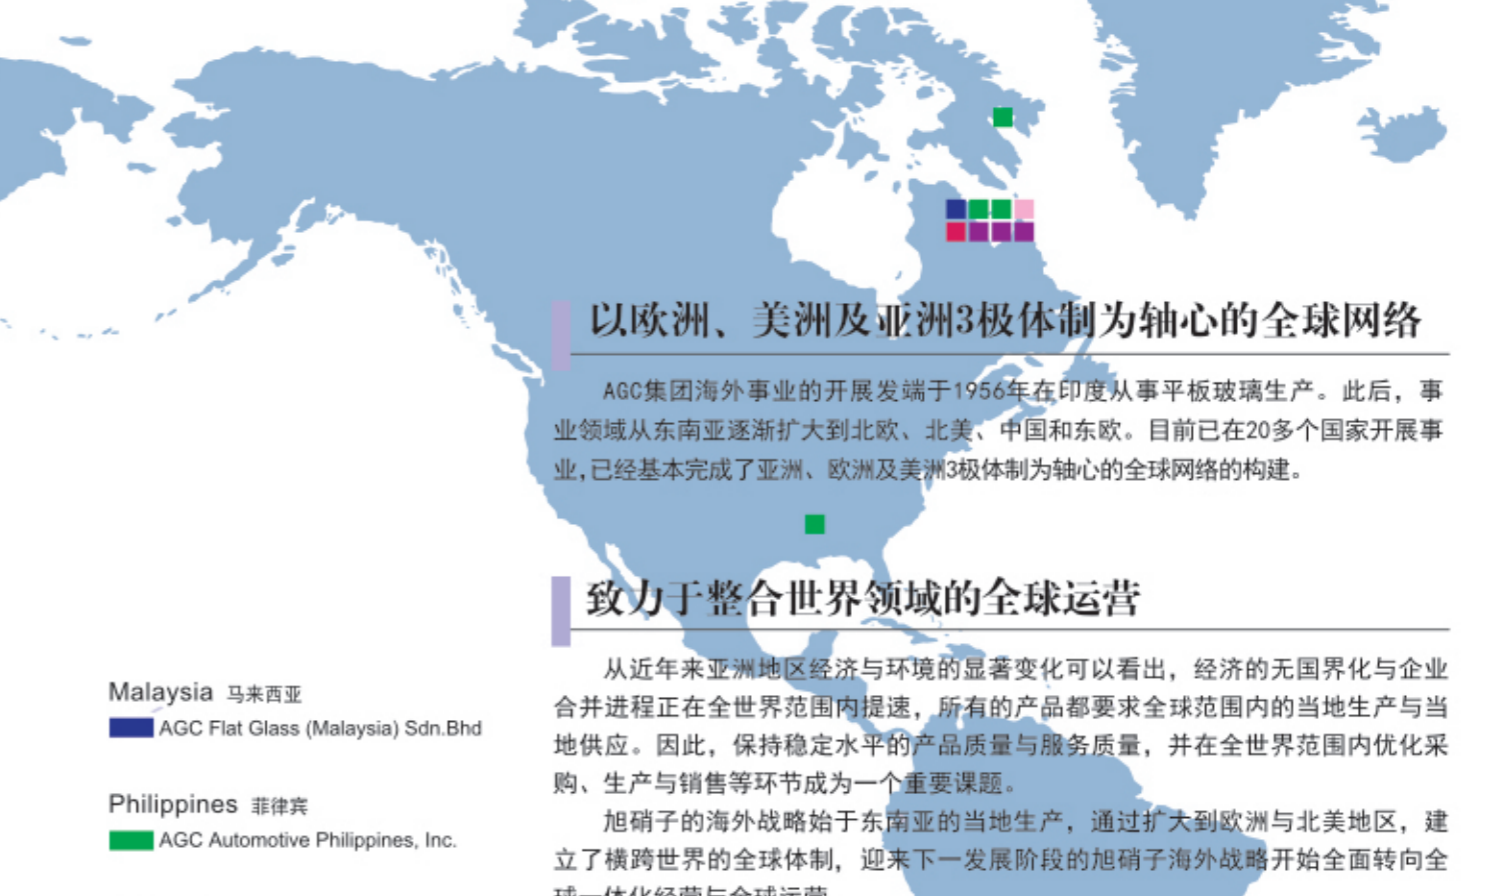 以欧洲、美洲及亚洲3极体制为轴心的全球网络
AGC集团海外事业的开展发端于1956年在印度从事平板玻璃生产。此后，事
业领域从东南亚逐渐扩大到北欧、北美、中国和东欧。目前已在20多个国家开展事
业,已经基本完成了亚洲、欧洲及美洲3极体制为轴心的全球网络的构建。
致力于整合世界领域的全球运营
从近年来亚洲地区经济与环境的显著变化可以看出，经济的无国界化与企业
合并进程正在全世界范围内提速，所有的产品都要求全球范围内的当地生产与当
地供应。因此，保持稳定水平的产品质量与服务质量，并在全世界范围内优化采
购、生产与销售等环节成为一个重要课题。
旭硝子的海外战略始于东南亚的当地生产，通过扩大到欧洲与北美地区，建
立了横跨世界的全球体制，迎来下一发展阶段的旭硝子海外战略开始全面转向全
球一体化经营与全球运营
Malaysia 马来西亚
AGC Flat Glass (Malaysia) Sdn.Bhd
Philippines 菲律宾
AGC Automotive Philippines, Inc.